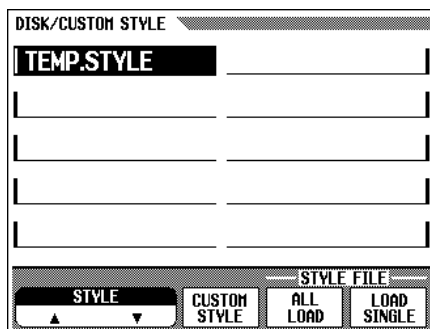 DISK/CUSTOM STYLE
TEMP.STYLE
STYLE FILE
STYLE
▲ ▼
CUSTOM STYLE
ALL LOAD
LOAD SINGLE